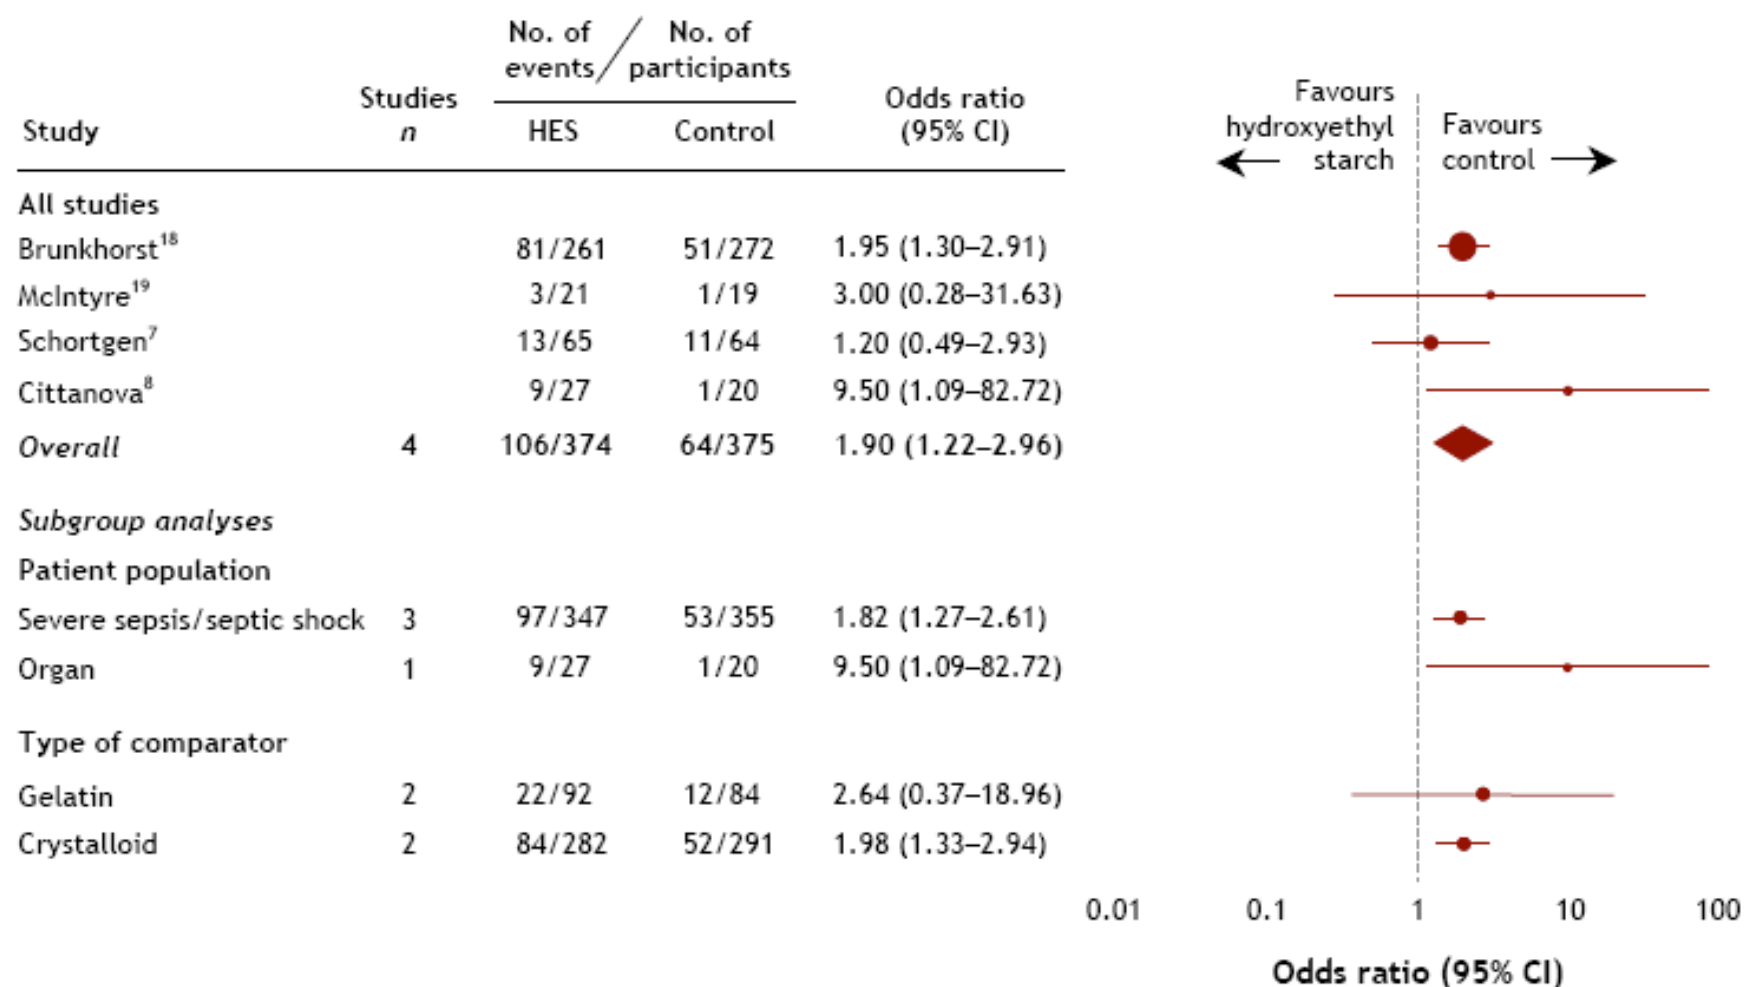 No. of / No. of
events / participants
Studies Odds ratio Favours
Study n HES Control (95% CI) hydroxyethyl Favours
starch control
All studies
Brunkhorst18 81/261 51/272 1.95 (1.30–2.91)
McIntyre19 3/21 1/19 3.00 (0.28–31.63)
Schortgen7 13/65 11/64 1.20 (0.49–2.93)
Cittanova8 9/27 1/20 9.50 (1.09–82.72)
Overall 4 106/374 64/375 1.90 (1.22–2.96)
Subgroup analyses
Patient population
Severe sepsis/septic shock 3 97/347 53/355 1.82 (1.27–2.61)
Organ 1 9/27 1/20 9.50 (1.09–82.72)
Type of comparator
Gelatin 2 22/92 12/84 2.64 (0.37–18.96)
Crystalloid 2 84/282 52/291 1.98 (1.33–2.94)
0.01 0.1 1 10 100
Odds ratio (95% CI)